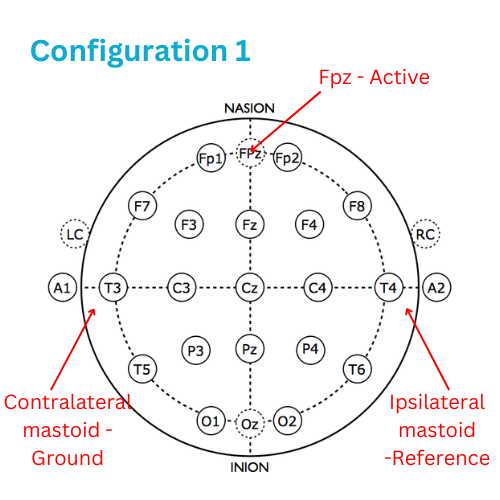 Configuration 1
Fpz - Active
NASION
Fp1 FPz Fp2
F7 F8
F3 Fz F4
LC RC
A1 T3 C3 Cz C4 T4 A2
P3 Pz P4
T5 T6
Contralateral
mastoid -
Ground
Ipsilateral
mastoid
-Reference
O1 Oz O2
INION